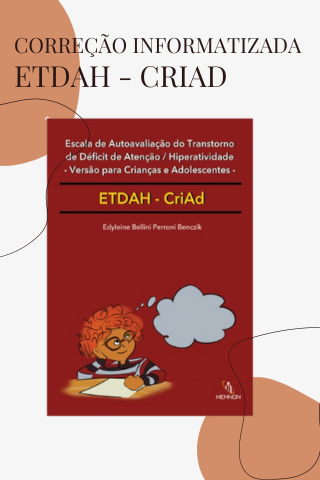 CORREÇÃO INFORMATIZADA
ETDAH - CRIAD
Escala de Autoavaliação do Transtorno
de Déficit de Atenção / Hiperatividade
- Versão para Crianças e Adolescentes -
ETDAH - CriAd
Edyleine Bellini Perroni Benczik
MEMNON